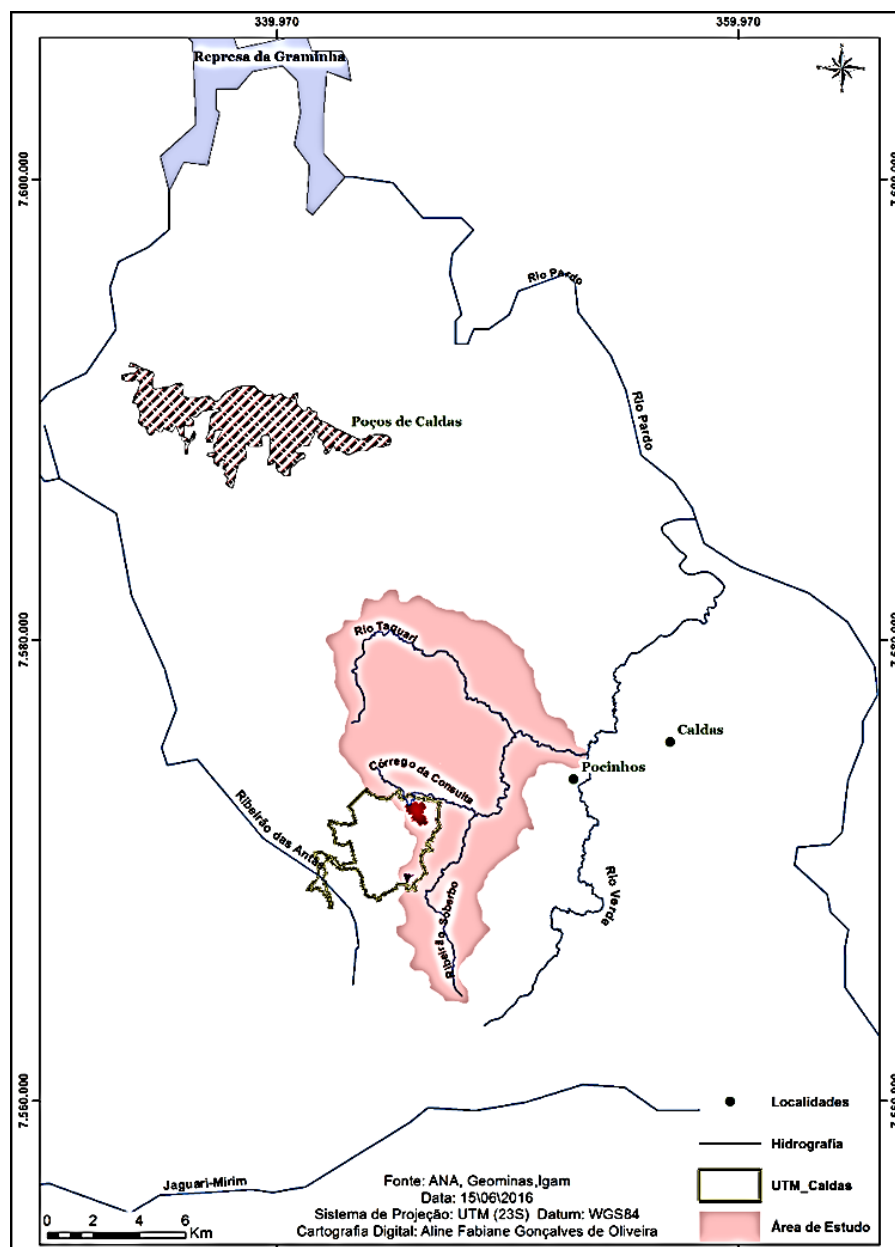 339.970
359.970
Represa da Graminha
7.600.000
Rio Pardo
Rio Pardo
Poços de Caldas
7.580.000
7.580.000
Rio Taquari
Caldas
Pocinhos
Córrego da Consulta
Ribeirão das Antas
Rio Verde
Ribeirão Soberbo
7.560.000
Localidades
Hidrografia
Jaguari-Mirim
UTM_Caldas
Fonte: ANA, Geominas,Igam
Data: 15\06\2016
Sistema de Projeção: UTM (23S) Datum: WGS84
Cartografia Digital: Aline Fabiane Gonçalves de Oliveira
Área de Estudo
0 2 4 6
Km